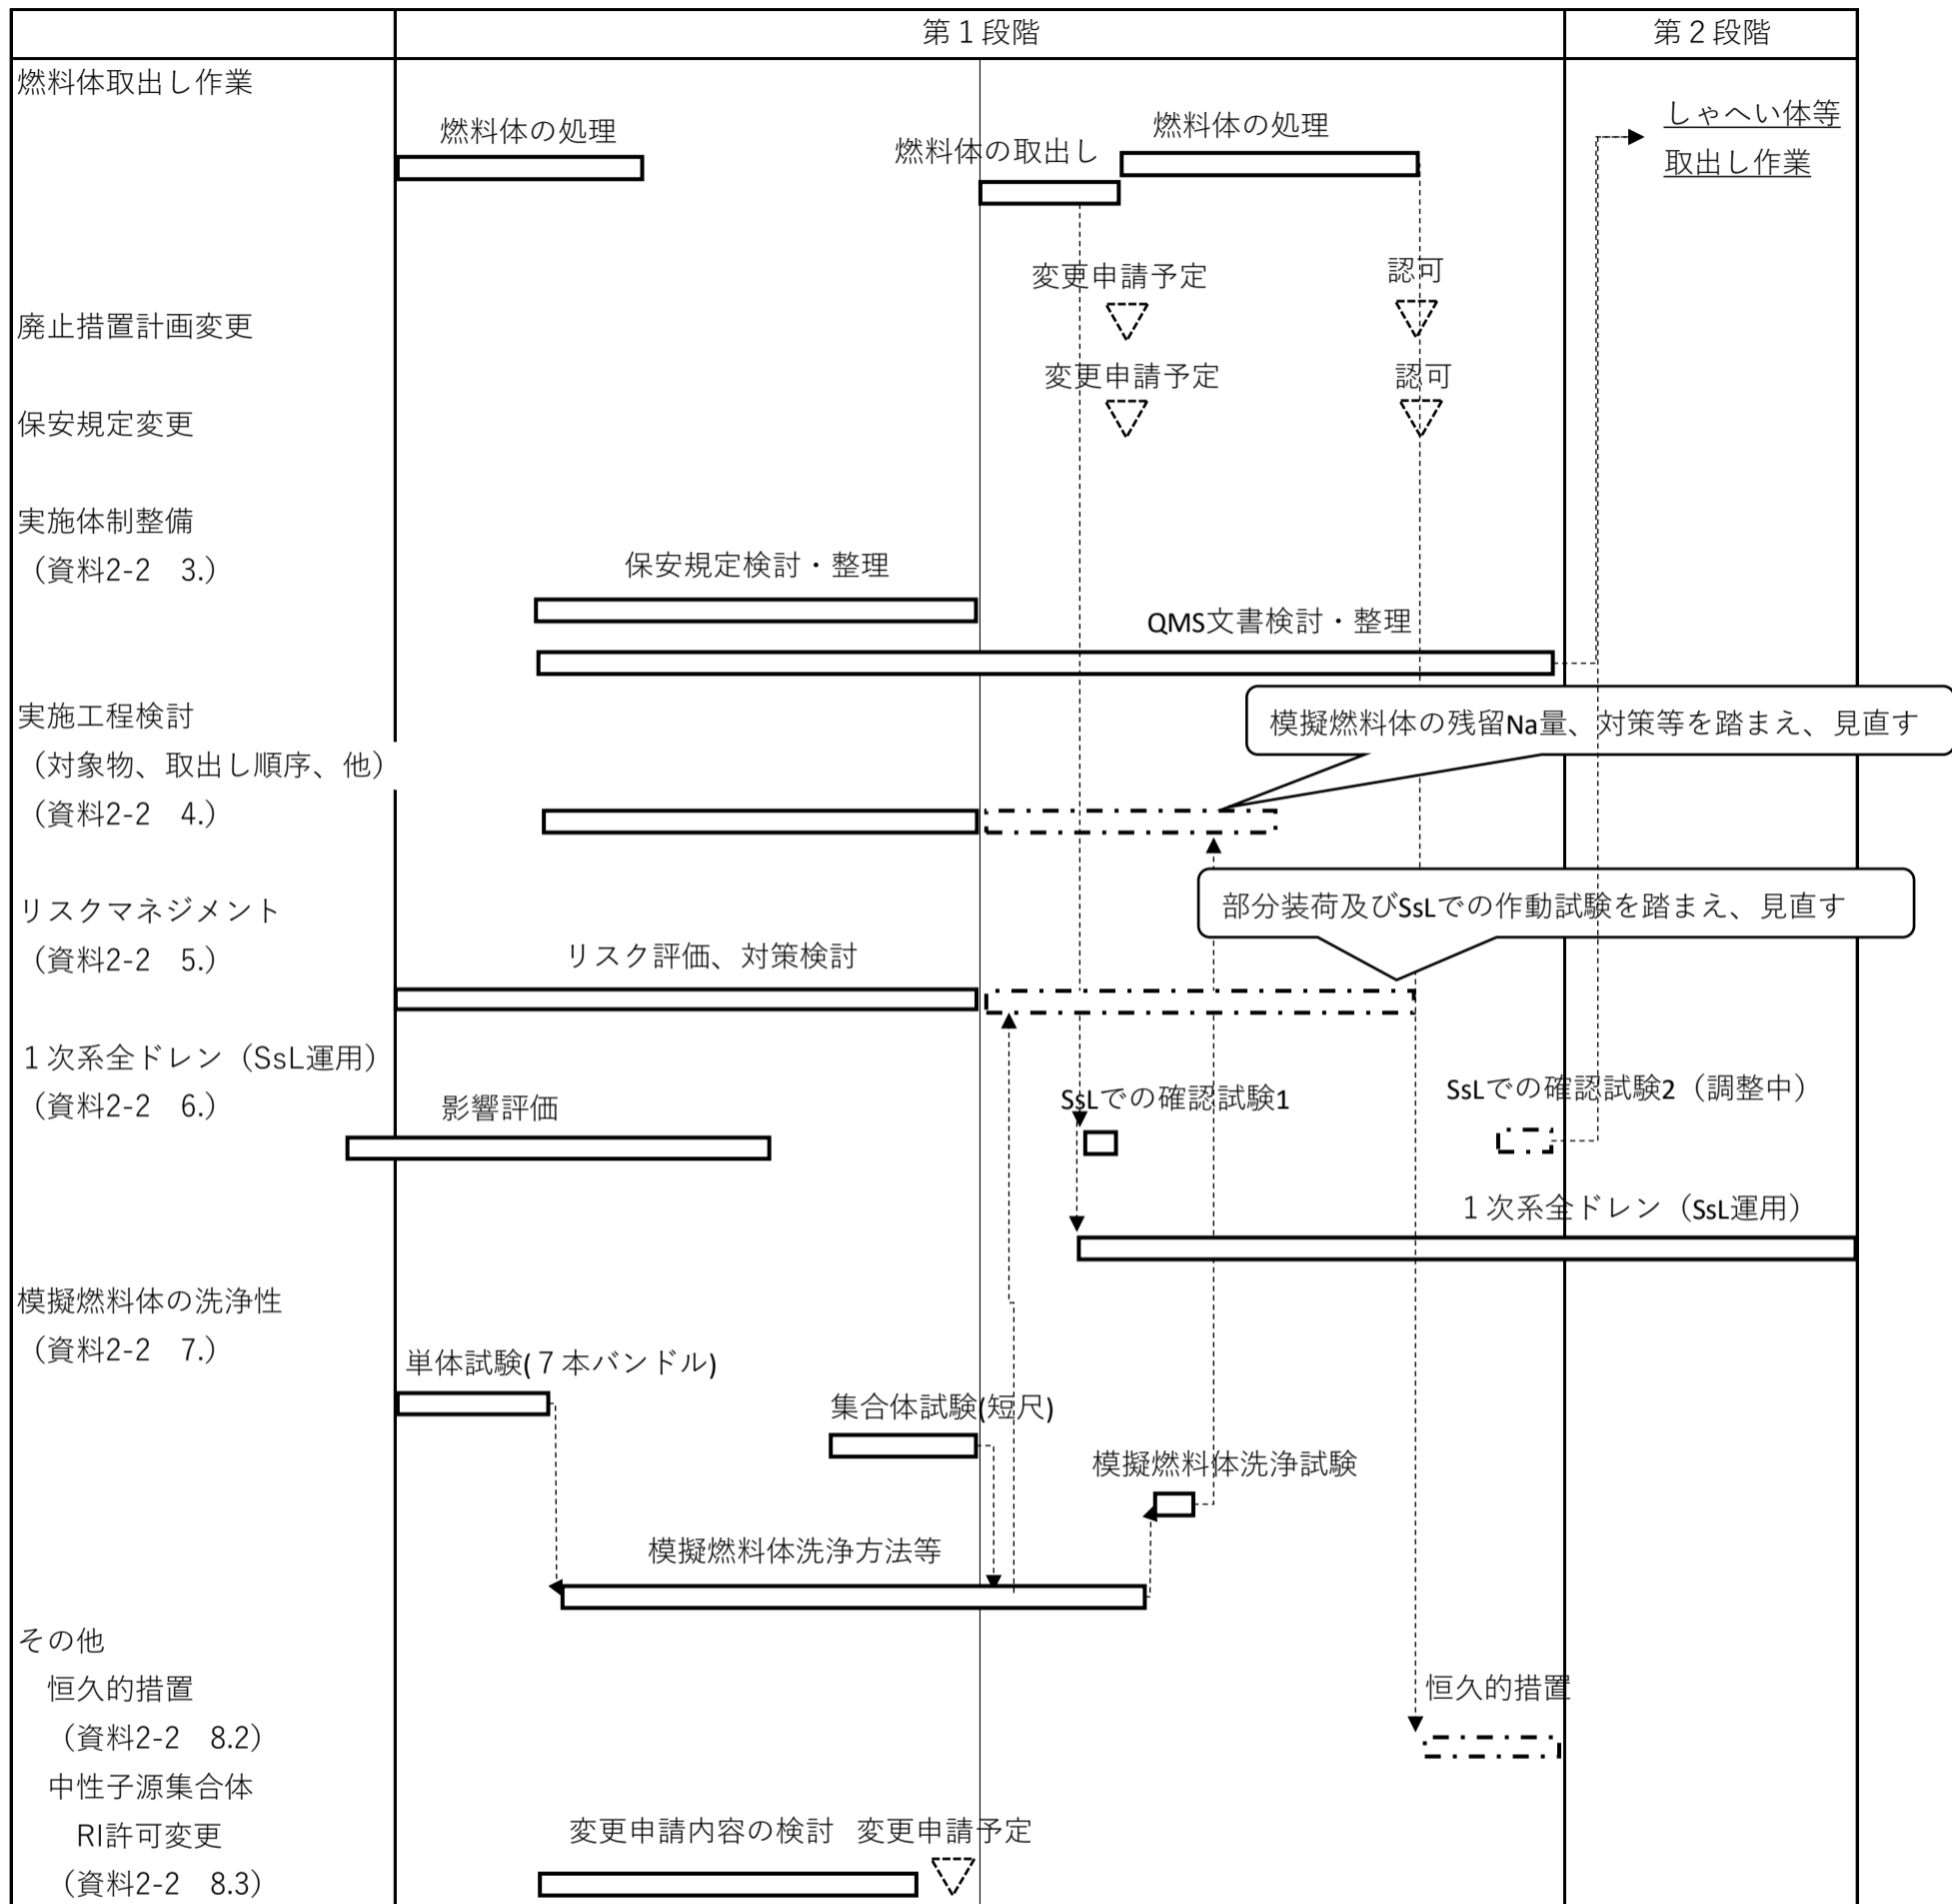 第１段階
第２段階
燃料体取出し作業
燃料体の処理
燃料体の取出し
燃料体の処理
しゃへい体等
取出し作業
変更申請予定
認可
廃止措置計画変更
変更申請予定
認可
保安規定変更
実施体制整備
（資料2-2　3.）
保安規定検討・整理
QMS文書検討・整理
実施工程検討
（対象物、取出し順序、他）
（資料2-2　4.）
模擬燃料体の残留Na量、対策等を踏まえ、見直す
リスクマネジメント
（資料2-2　5.）
リスク評価、対策検討
部分装荷及びSsLでの作動試験を踏まえ、見直す
１次系全ドレン（SsL運用）
（資料2-2　6.）
影響評価
SsLでの確認試験1
SsLでの確認試験2（調整中）
１次系全ドレン（SsL運用）
模擬燃料体の洗浄性
（資料2-2　7.）
単体試験(７本バンドル)
集合体試験(短尺)
模擬燃料体洗浄試験
模擬燃料体洗浄方法等
その他
恒久的措置
（資料2-2　8.2）
恒久的措置
中性子源集合体
RI許可変更
（資料2-2　8.3）
変更申請内容の検討
変更申請予定